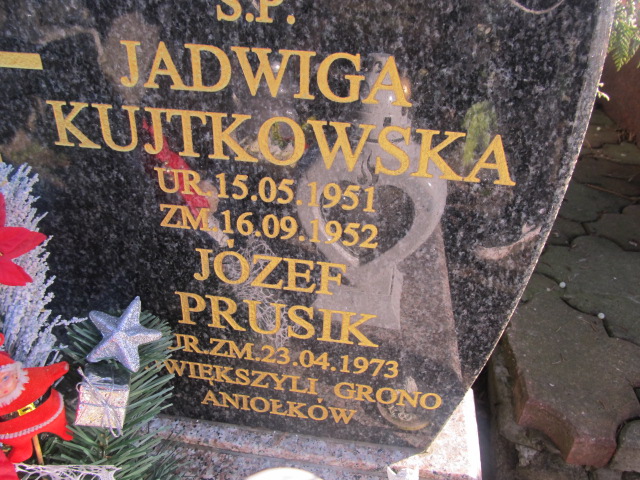 Ś.P.
JADWIGA
KUJTKOWSKA
UR.15.05.1951
ZM.16.09.1952
JÓZEF
PRUSIK
UR.ZM.23.04.1973
POWIĘKSZYLI GRONO
ANIOŁKÓW